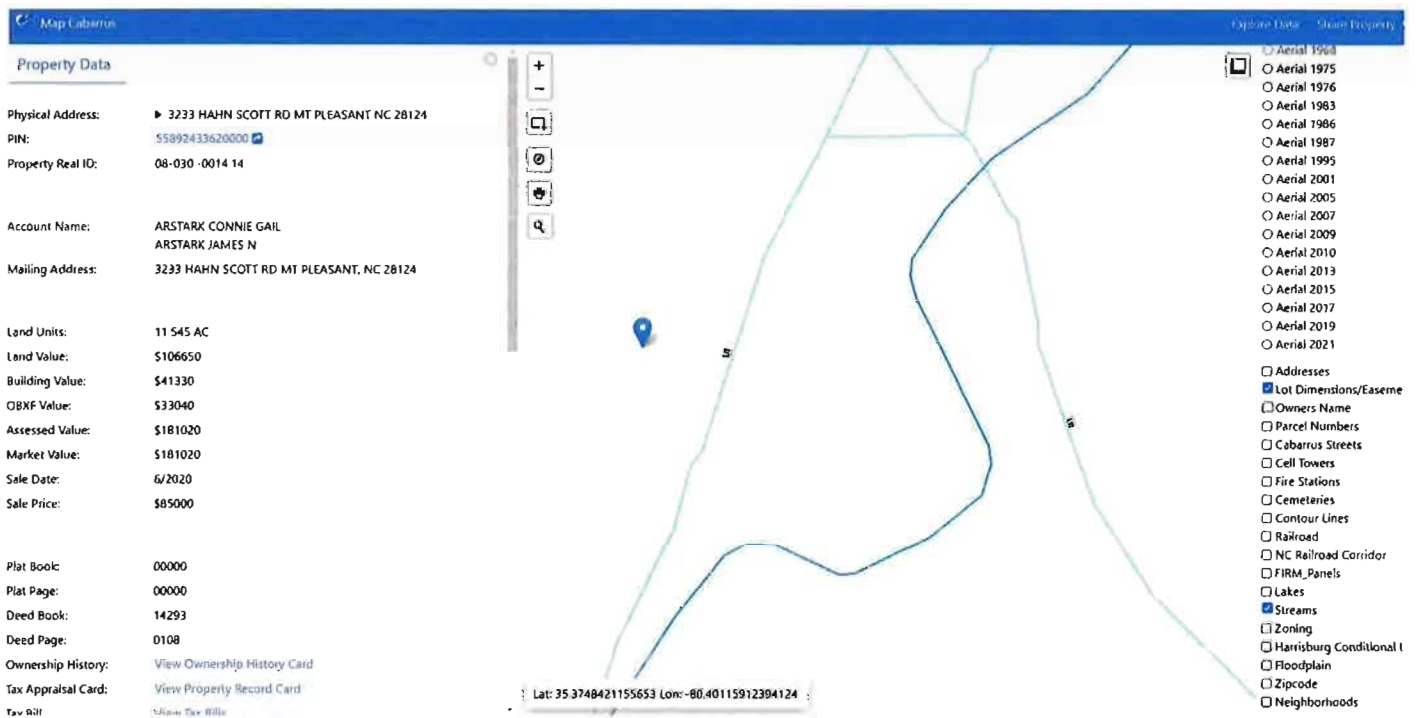 Map Cabarrus
Explore Data Share Property
Property Data
Physical Address: 3233 HAHN SCOTT RD MT PLEASANT NC 28124
PIN: 55892433620000
Property Real ID: 08-030 -0014 14
Account Name: ARSTARK CONNIE GAIL
ARSTARK JAMES N
Mailing Address: 3233 HAHN SCOTT RD MT PLEASANT, NC 28124
Land Units: 11 545 AC
Land Value: $106650
Building Value: $41330
OBXF Value: $33040
Assessed Value: $181020
Market Value: $181020
Sale Date: 6/2020
Sale Price: $85000
Plat Book: 00000
Plat Page: 00000
Deed Book: 14293
Deed Page: 0108
Ownership History: View Ownership History Card
Tax Appraisal Card: View Property Record Card
Tax Bill View Tax Bills
+
-
Lat: 35.3748421155653 Lon: -80.40115912394124
Aerial 1968
Aerial 1975
Aerial 1976
Aerial 1983
Aerial 1986
Aerial 1987
Aerial 1995
Aerial 2001
Aerial 2005
Aerial 2007
Aerial 2009
Aerial 2010
Aerial 2013
Aerial 2015
Aerial 2017
Aerial 2019
Aerial 2021
Addresses
Lot Dimensions/Easeme
Owners Name
Parcel Numbers
Cabarrus Streets
Cell Towers
Fire Stations
Cemeteries
Contour Lines
Railroad
NC Railroad Corridor
FIRM_Panels
Lakes
Streams
Zoning
Harrisburg Conditional
Floodplain
Zipcode
Neighborhoods